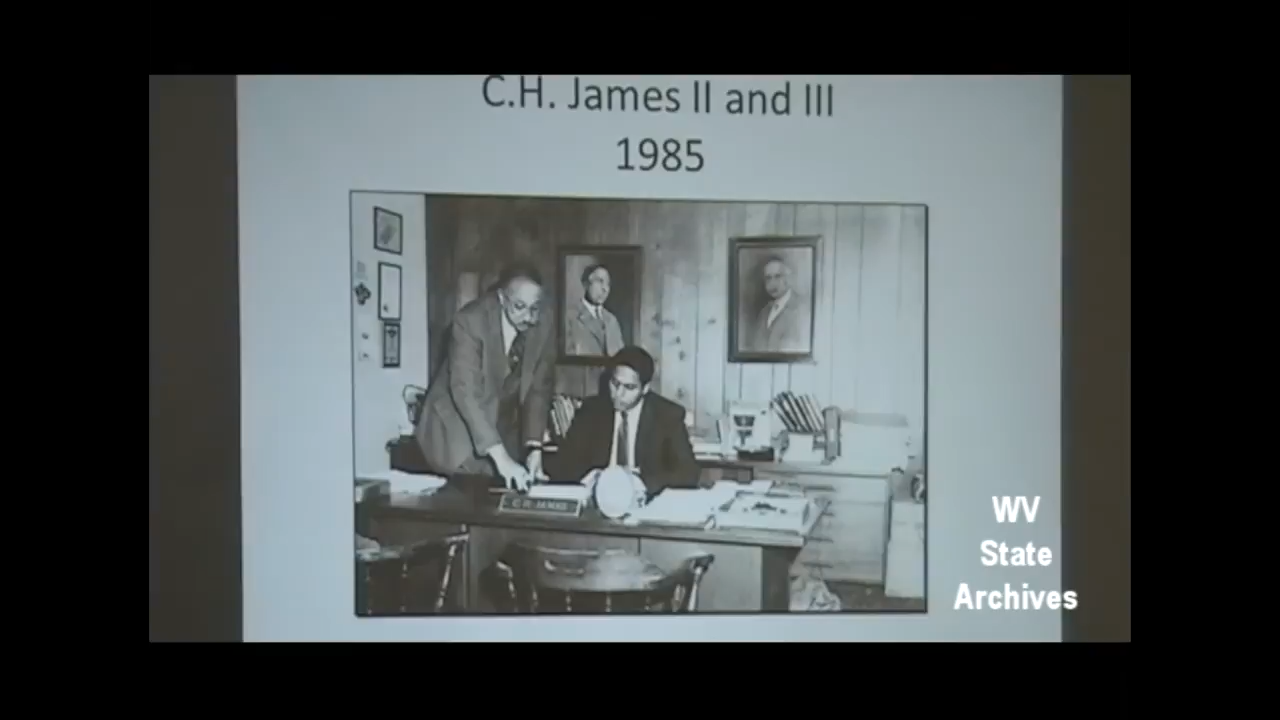 C.H. James II and III
1985
C. H. JAMES
WV
State
Archives